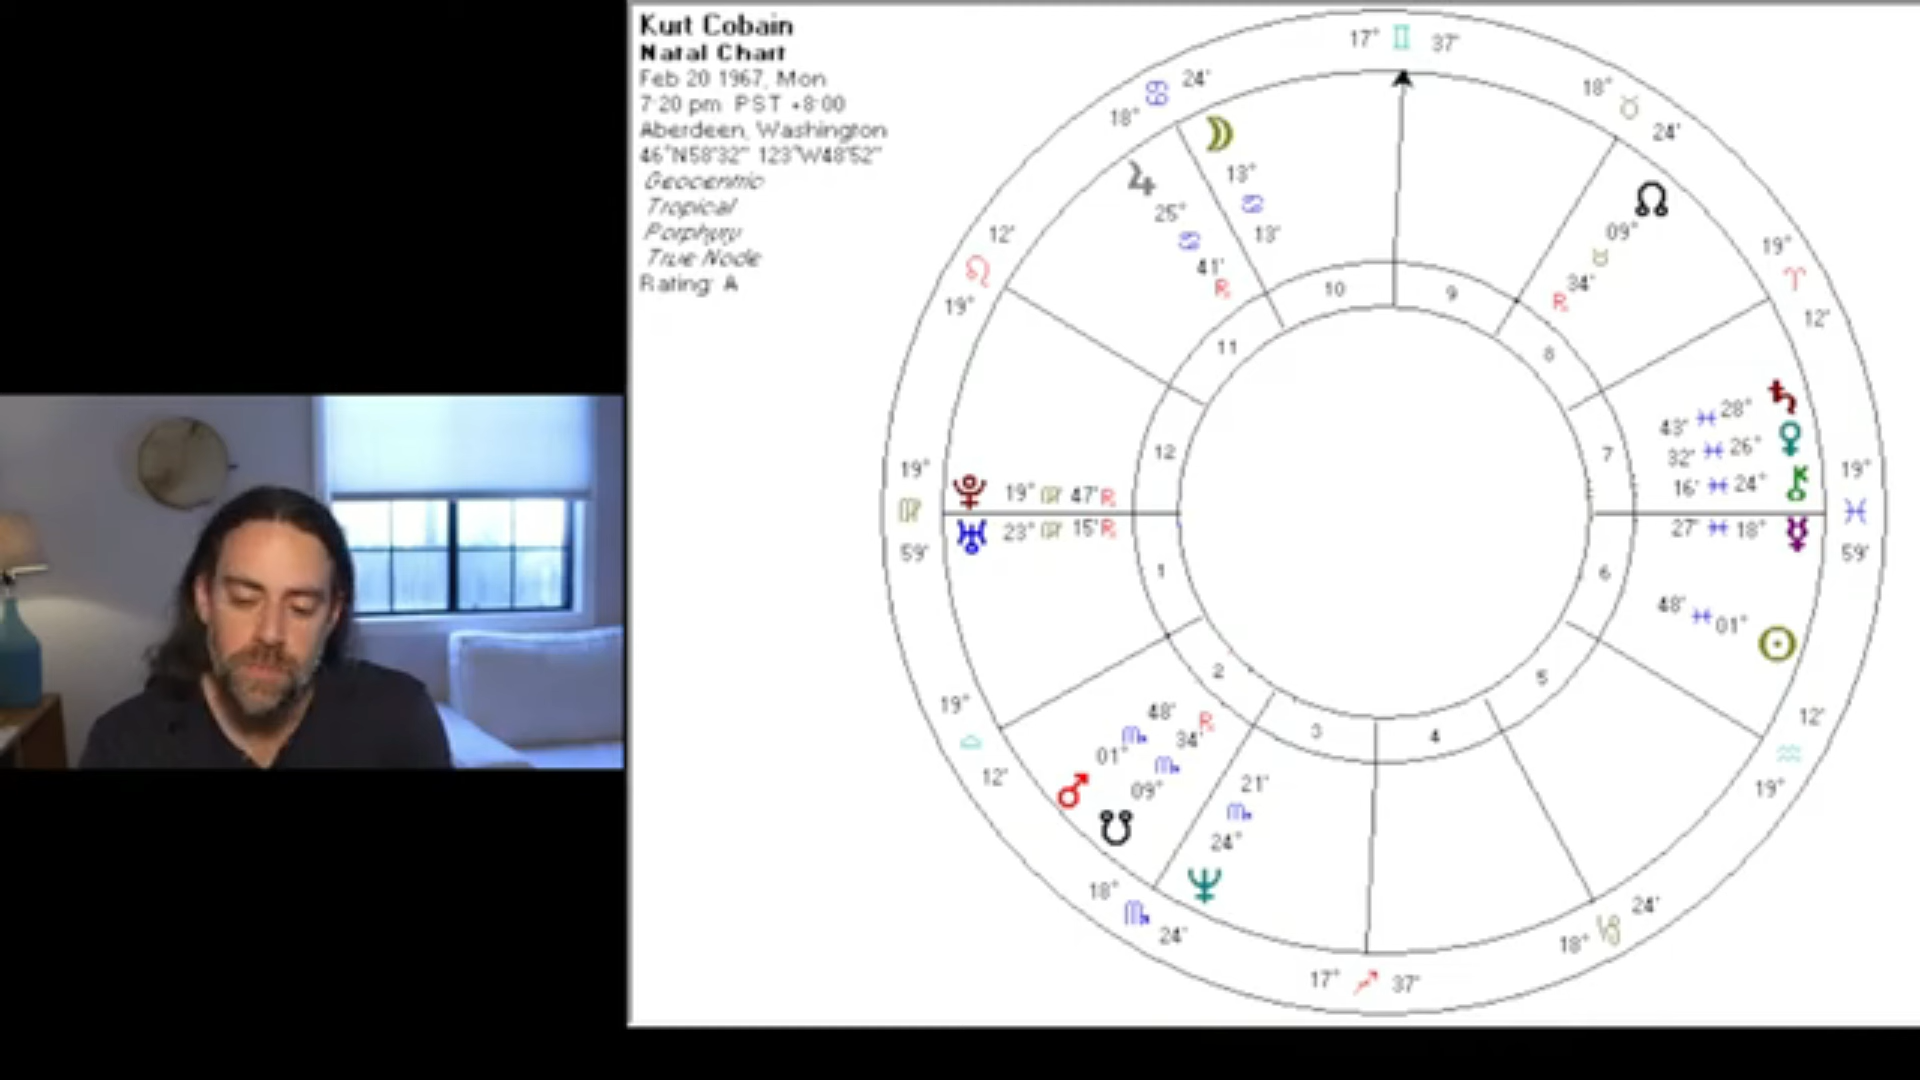 Kurt Cobain
Natal Chart
Feb 20 1967, Mon
7:20 pm PST +8:00
Aberdeen, Washington
46°N58'32" 123°W48'52"
Geocentric
Tropical
Porphyry
True Node
Rating: A
17° ♊ 37'
18° ♋ 24'
18° ♉ 24'
☽ 13° ♋ 13'
♃ 25° ♋ 41' ℞
☊ 09° ♉ 34' ℞
12' ♌ 19°
19° ♈ 12'
10
9
11
8
12
7
♄ 28° ♓ 43'
♀ 26° ♓ 32'
⚷ 24° ♓ 16'
19° ♍ 59'
♇ 19° ♍ 47' ℞
♅ 23° ♍ 15' ℞
☿ 18° ♓ 27'
19° ♓ 59'
1
6
☉ 01° ♓ 48'
2
5
3
4
19° ♎ 12'
♂ 01° ♏ 48'
☋ 09° ♏ 34' ℞
♆ 24° ♏ 21'
12' ♒ 19°
18° ♏ 24'
18° ♑ 24'
17° ♐ 37'